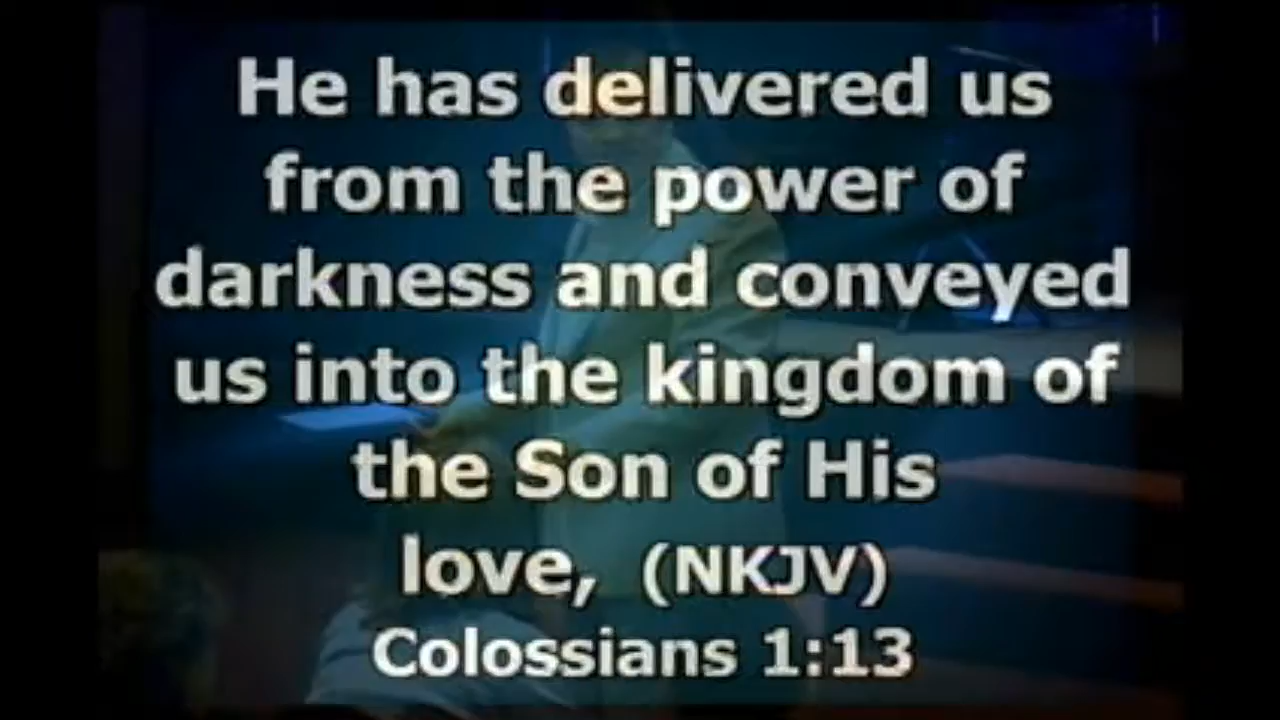 He has delivered us
from the power of
darkness and conveyed
us into the kingdom of
the Son of His
love, (NKJV)
Colossians 1:13